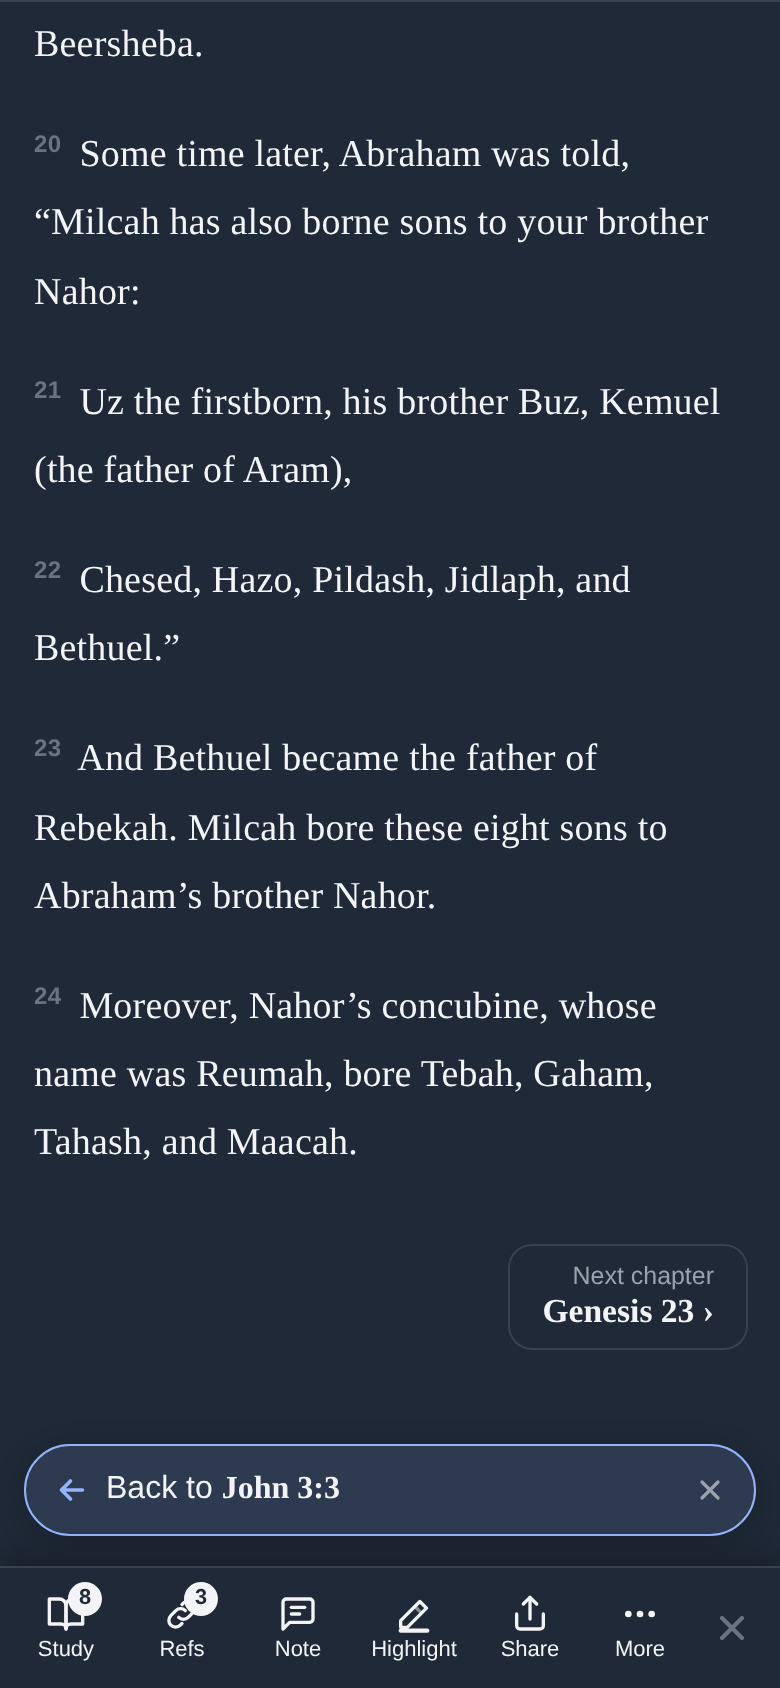 Beersheba.
20 Some time later, Abraham was told,
“Milcah has also borne sons to your brother
Nahor:
21 Uz the firstborn, his brother Buz, Kemuel
(the father of Aram),
22 Chesed, Hazo, Pildash, Jidlaph, and
Bethuel.”
23 And Bethuel became the father of
Rebekah. Milcah bore these eight sons to
Abraham’s brother Nahor.
24 Moreover, Nahor’s concubine, whose
name was Reumah, bore Tebah, Gaham,
Tahash, and Maacah.
Next chapter
Genesis 23 ›
Back to John 3:3
8
3
Study
Refs
Note
Highlight
Share
More